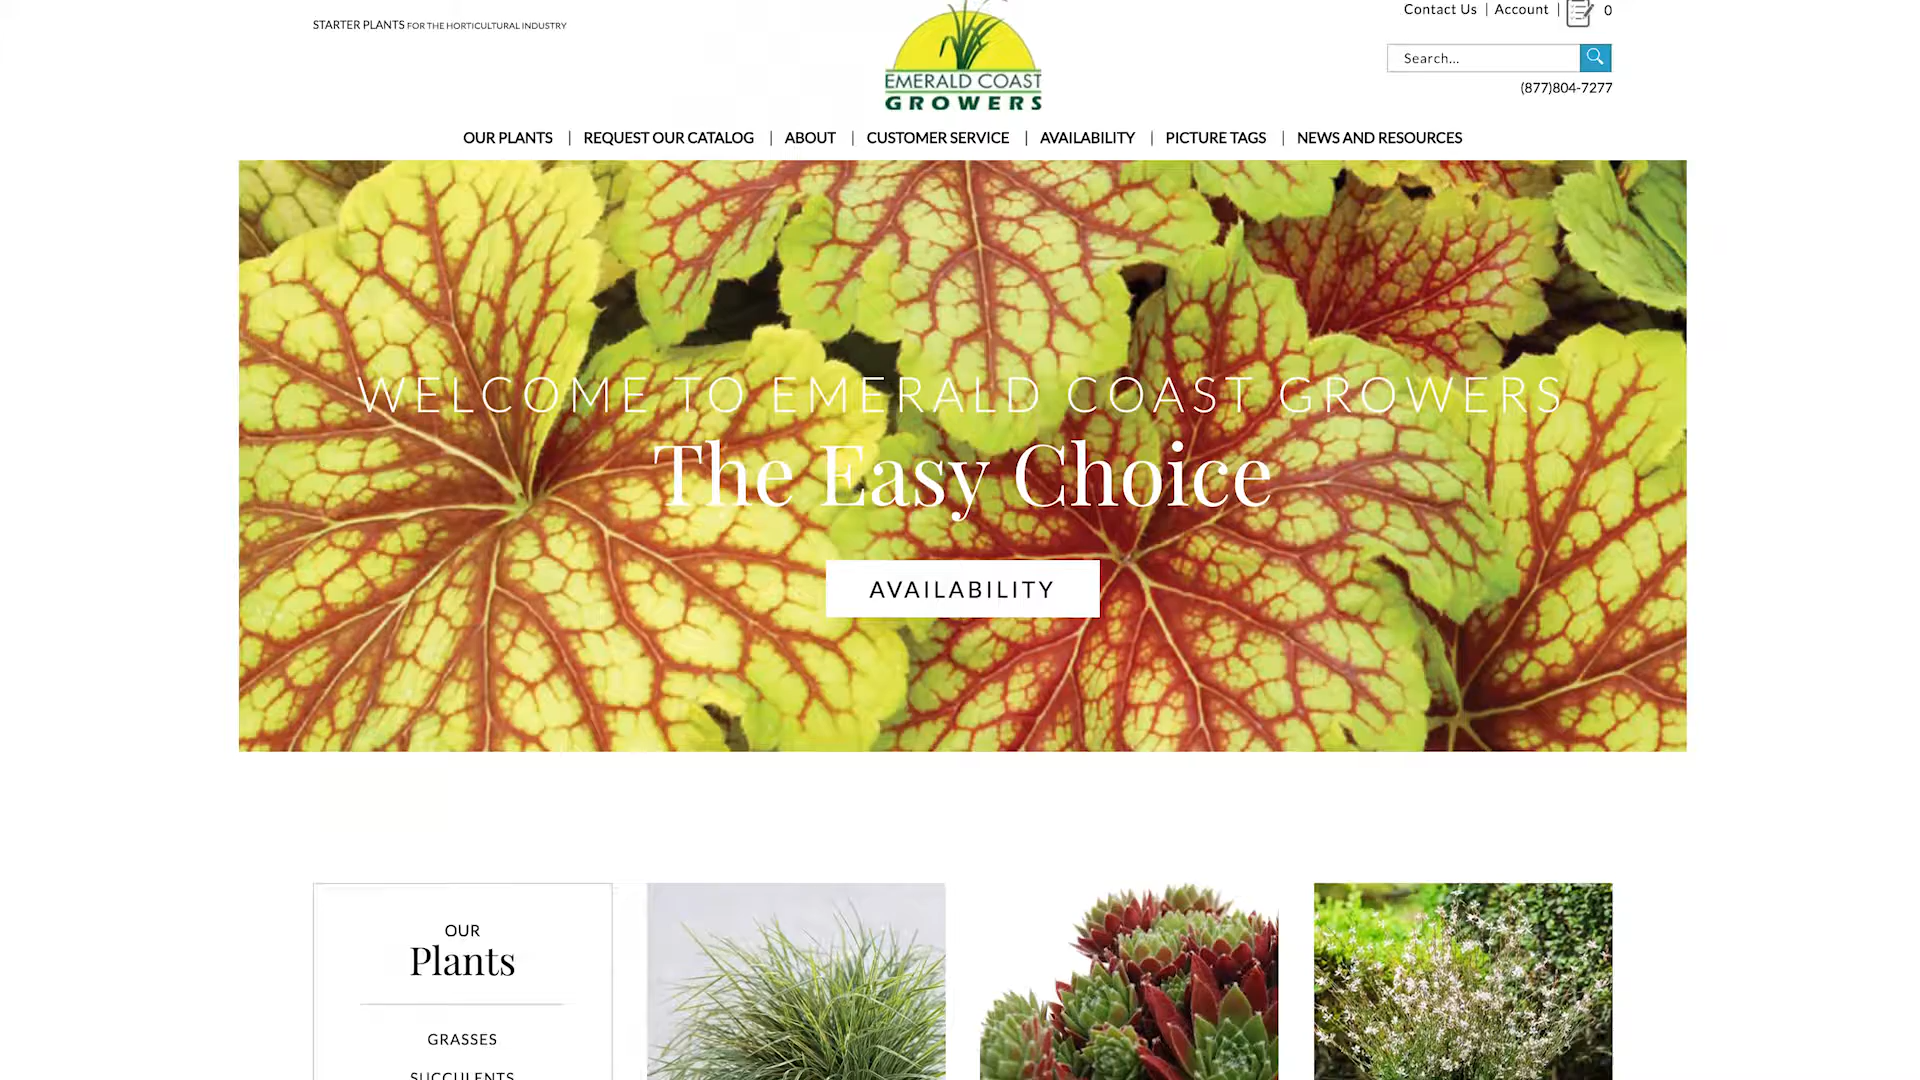 STARTER PLANTS FOR THE HORTICULTURAL INDUSTRY
EMERALD COAST
GROWERS
Contact Us | Account | 0
Search...
(877)804-7277
OUR PLANTS | REQUEST OUR CATALOG | ABOUT | CUSTOMER SERVICE | AVAILABILITY | PICTURE TAGS | NEWS AND RESOURCES
WELCOME TO EMERALD COAST GROWERS
The Easy Choice
AVAILABILITY
OUR
Plants
GRASSES
SUCCULENTS